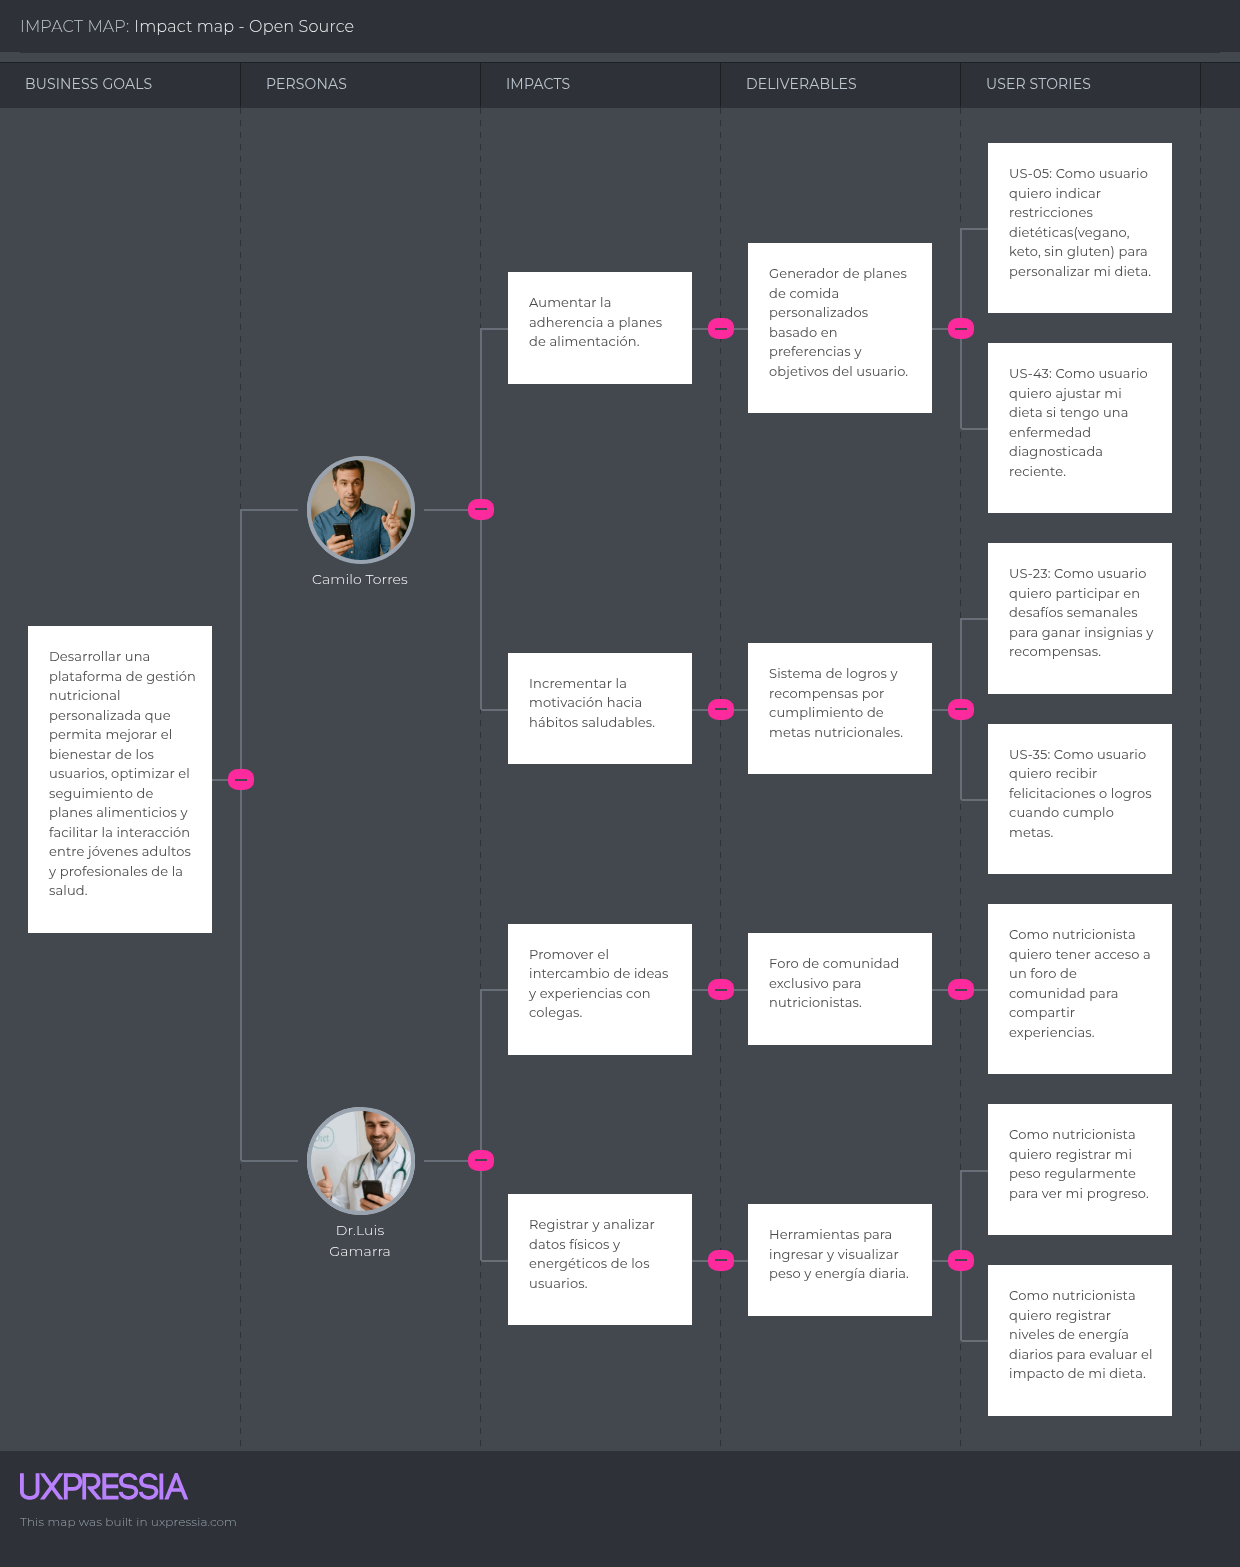 IMPACT MAP: Impact map - Open Source
BUSINESS GOALS
PERSONAS
IMPACTS
DELIVERABLES
USER STORIES
Desarrollar una
plataforma de gestión
nutricional
personalizada que
permita mejorar el
bienestar de los
usuarios, optimizar el
seguimiento de
planes alimenticios y
facilitar la interacción
entre jóvenes adultos
y profesionales de la
salud.
Camilo Torres
Aumentar la
adherencia a planes
de alimentación.
Generador de planes
de comida
personalizados
basado en
preferencias y
objetivos del usuario.
US-05: Como usuario
quiero indicar
restricciones
dietéticas(vegano,
keto, sin gluten) para
personalizar mi dieta.
US-43: Como usuario
quiero ajustar mi
dieta si tengo una
enfermedad
diagnosticada
reciente.
Incrementar la
motivación hacia
hábitos saludables.
Sistema de logros y
recompensas por
cumplimiento de
metas nutricionales.
US-23: Como usuario
quiero participar en
desafíos semanales
para ganar insignias y
recompensas.
US-35: Como usuario
quiero recibir
felicitaciones o logros
cuando cumplo
metas.
Dr.Luis
Gamarra
Promover el
intercambio de ideas
y experiencias con
colegas.
Foro de comunidad
exclusivo para
nutricionistas.
Como nutricionista
quiero tener acceso a
un foro de
comunidad para
compartir
experiencias.
Registrar y analizar
datos físicos y
energéticos de los
usuarios.
Herramientas para
ingresar y visualizar
peso y energía diaria.
Como nutricionista
quiero registrar mi
peso regularmente
para ver mi progreso.
Como nutricionista
quiero registrar
niveles de energía
diarios para evaluar el
impacto de mi dieta.
UXPRESSIA
This map was built in uxpressia.com